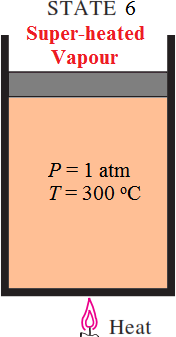 STATE 6
Super-heated
Vapour
P = 1 atm
T = 300 °C
Heat